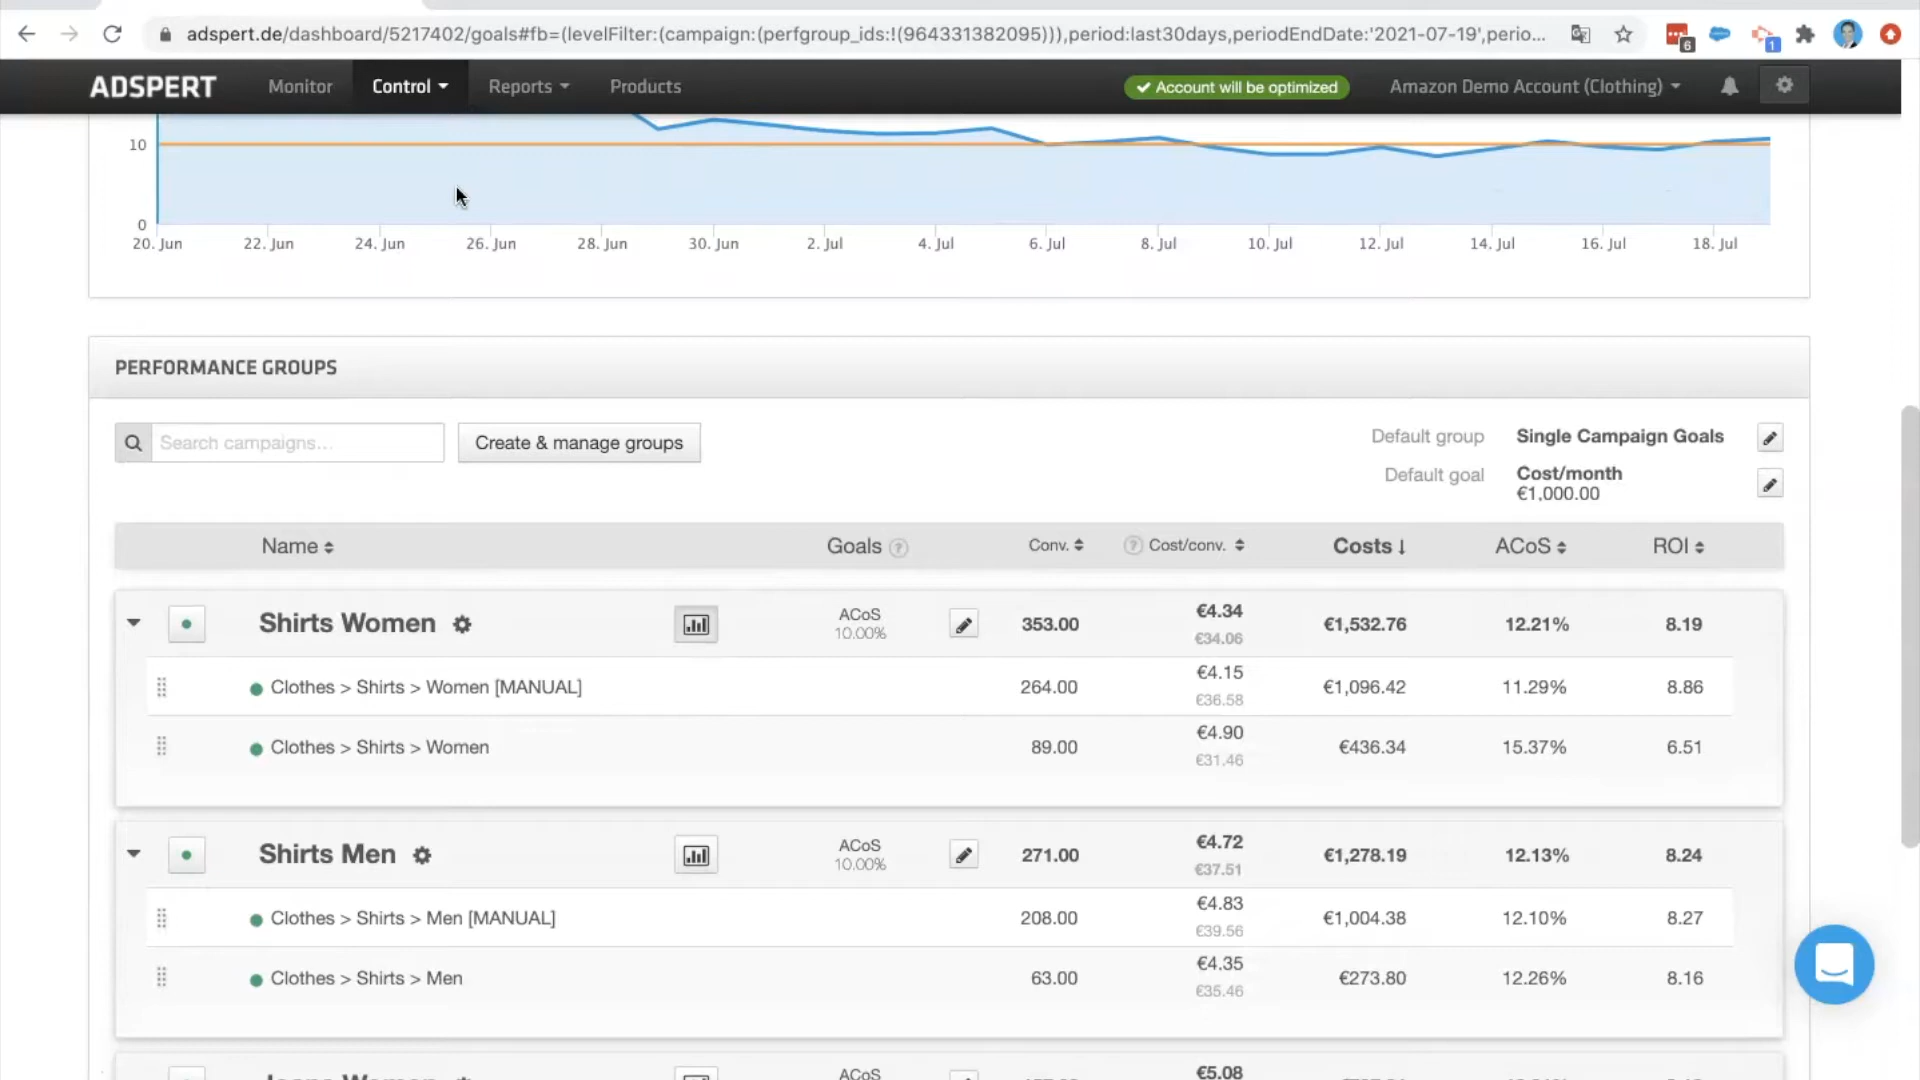 adspert.de/dashboard/5217402/goals#fb=(levelFilter:(campaign:(perfgroup_ids:!(964331382095))),period:last30days,periodEndDate:'2021-07-19',perio...
6
1
ADSPERT Monitor Control Reports Products Account will be optimized Amazon Demo Account (Clothing)
10
0
20. Jun 22. Jun 24. Jun 26. Jun 28. Jun 30. Jun 2. Jul 4. Jul 6. Jul 8. Jul 10. Jul 12. Jul 14. Jul 16. Jul 18. Jul
PERFORMANCE GROUPS
Search campaigns... Create & manage groups
Default group Single Campaign Goals
Default goal Cost/month
€1,000.00
Name Goals ? Conv. ? Cost/conv. Costs ↓ ACoS ROI
Shirts Women ACoS 10.00% 353.00 €4.34 €34.06 €1,532.76 12.21% 8.19
Clothes > Shirts > Women [MANUAL] 264.00 €4.15 €36.58 €1,096.42 11.29% 8.86
Clothes > Shirts > Women 89.00 €4.90 €31.46 €436.34 15.37% 6.51
Shirts Men ACoS 10.00% 271.00 €4.72 €37.51 €1,278.19 12.13% 8.24
Clothes > Shirts > Men [MANUAL] 208.00 €4.83 €39.56 €1,004.38 12.10% 8.27
Clothes > Shirts > Men 63.00 €4.35 €35.46 €273.80 12.26% 8.16
ACoS €5.08